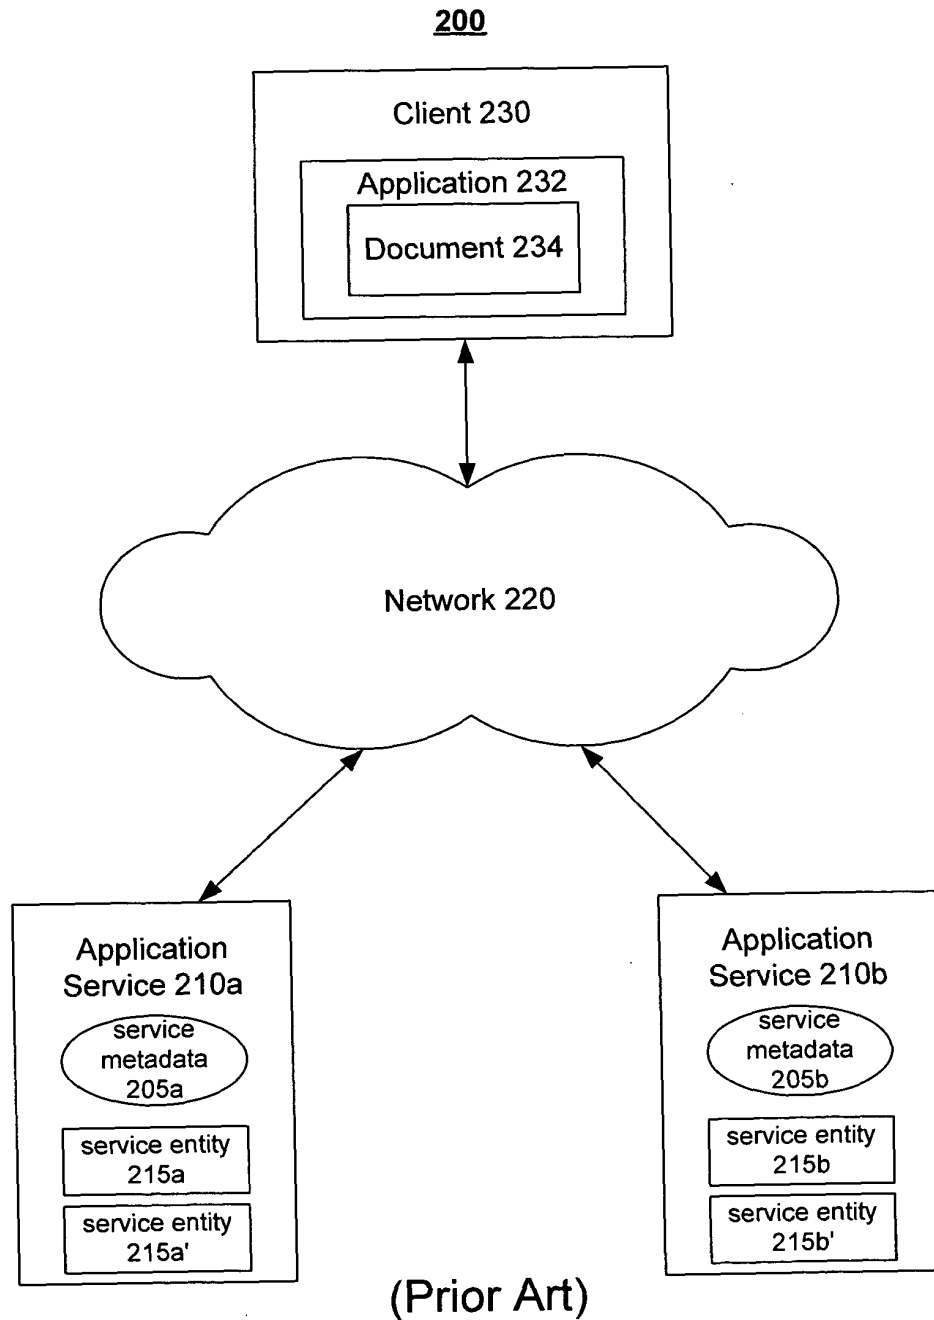 200
Client 230
Application 232
Document 234
Network 220
Application
Service 210a
service
metadata
205a
service entity
215a
service entity
215a'
Application
Service 210b
service
metadata
205b
service entity
215b
service entity
215b'
(Prior Art)